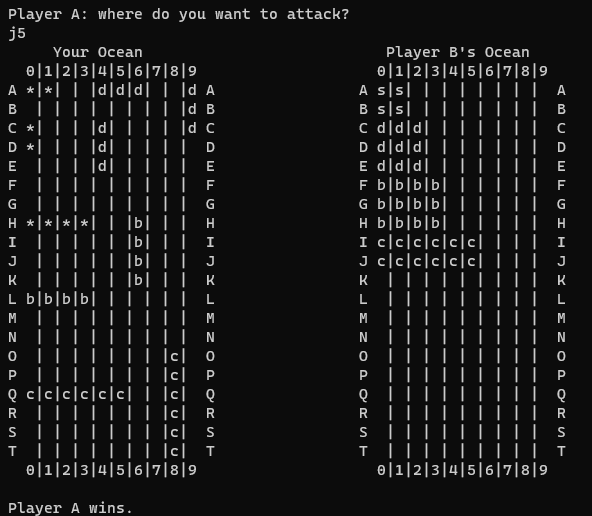 Player A: where do you want to attack?
j5
     Your Ocean                           Player B's Ocean
  0|1|2|3|4|5|6|7|8|9                    0|1|2|3|4|5|6|7|8|9
A *|*| | |d|d|d| | |d A                A s|s| | | | | | | |   A
B  | | | | | | | | |d B                B s|s| | | | | | | |   B
C *| | | |d| | | | |d C                C d|d|d| | | | | | |   C
D *| | | |d| | | | |  D                D d|d|d| | | | | | |   D
E  | | | |d| | | | |  E                E d|d|d| | | | | | |   E
F  | | | | | | | | |  F                F b|b|b|b| | | | | |   F
G  | | | | | | | | |  G                G b|b|b|b| | | | | |   G
H *|*|*|*| | |b| | |  H                H b|b|b|b| | | | | |   H
I  | | | | | |b| | |  I                I c|c|c|c|c|c| | | |   I
J  | | | | | |b| | |  J                J c|c|c|c|c|c| | | |   J
K  | | | | | |b| | |  K                K  | | | | | | | | |   K
L b|b|b|b| | | | | |  L                L  | | | | | | | | |   L
M  | | | | | | | | |  M                M  | | | | | | | | |   M
N  | | | | | | | | |  N                N  | | | | | | | | |   N
O  | | | | | | | |c|  O                O  | | | | | | | | |   O
P  | | | | | | | |c|  P                P  | | | | | | | | |   P
Q c|c|c|c|c|c| | |c|  Q                Q  | | | | | | | | |   Q
R  | | | | | | | |c|  R                R  | | | | | | | | |   R
S  | | | | | | | |c|  S                S  | | | | | | | | |   S
T  | | | | | | | |c|  T                T  | | | | | | | | |   T
  0|1|2|3|4|5|6|7|8|9                    0|1|2|3|4|5|6|7|8|9

Player A wins.